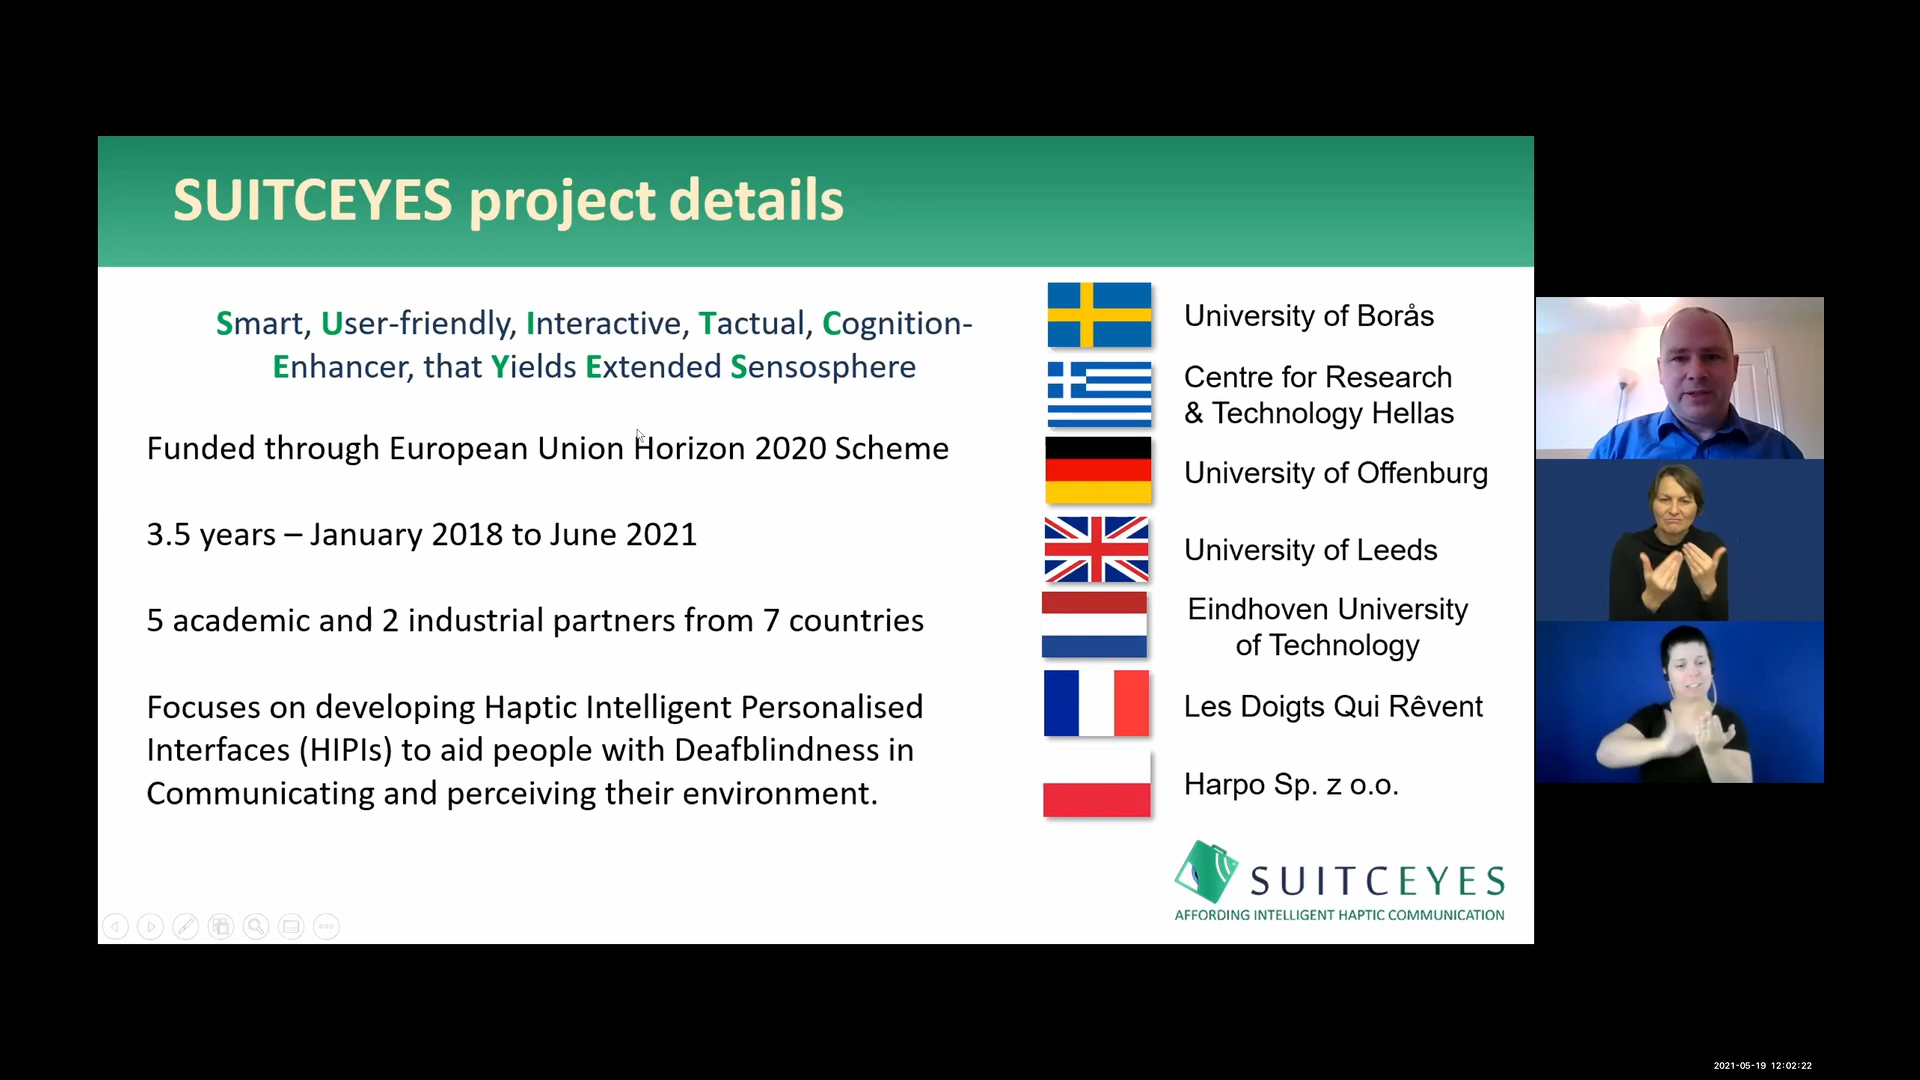 SUITCEYES project details
Smart, User-friendly, Interactive, Tactual, Cognition-
Enhancer, that Yields Extended Sensosphere
Funded through European Union Horizon 2020 Scheme
3.5 years – January 2018 to June 2021
5 academic and 2 industrial partners from 7 countries
Focuses on developing Haptic Intelligent Personalised
Interfaces (HIPIs) to aid people with Deafblindness in
Communicating and perceiving their environment.
University of Borås
Centre for Research
& Technology Hellas
University of Offenburg
University of Leeds
Eindhoven University
of Technology
Les Doigts Qui Rêvent
Harpo Sp. z o.o.
SUITCEYES
AFFORDING INTELLIGENT HAPTIC COMMUNICATION
2021-05-19 12:02:22